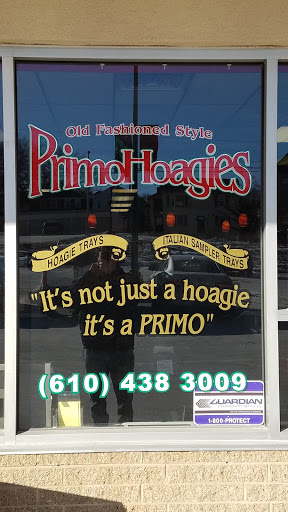 Old Fashioned Style
PrimoHoagies
HOAGIE TRAYS
ITALIAN SAMPLER TRAYS
"It's not just a hoagie
it's a PRIMO"
(610) 438 3009
GUARDIAN
1-800-PROTECT